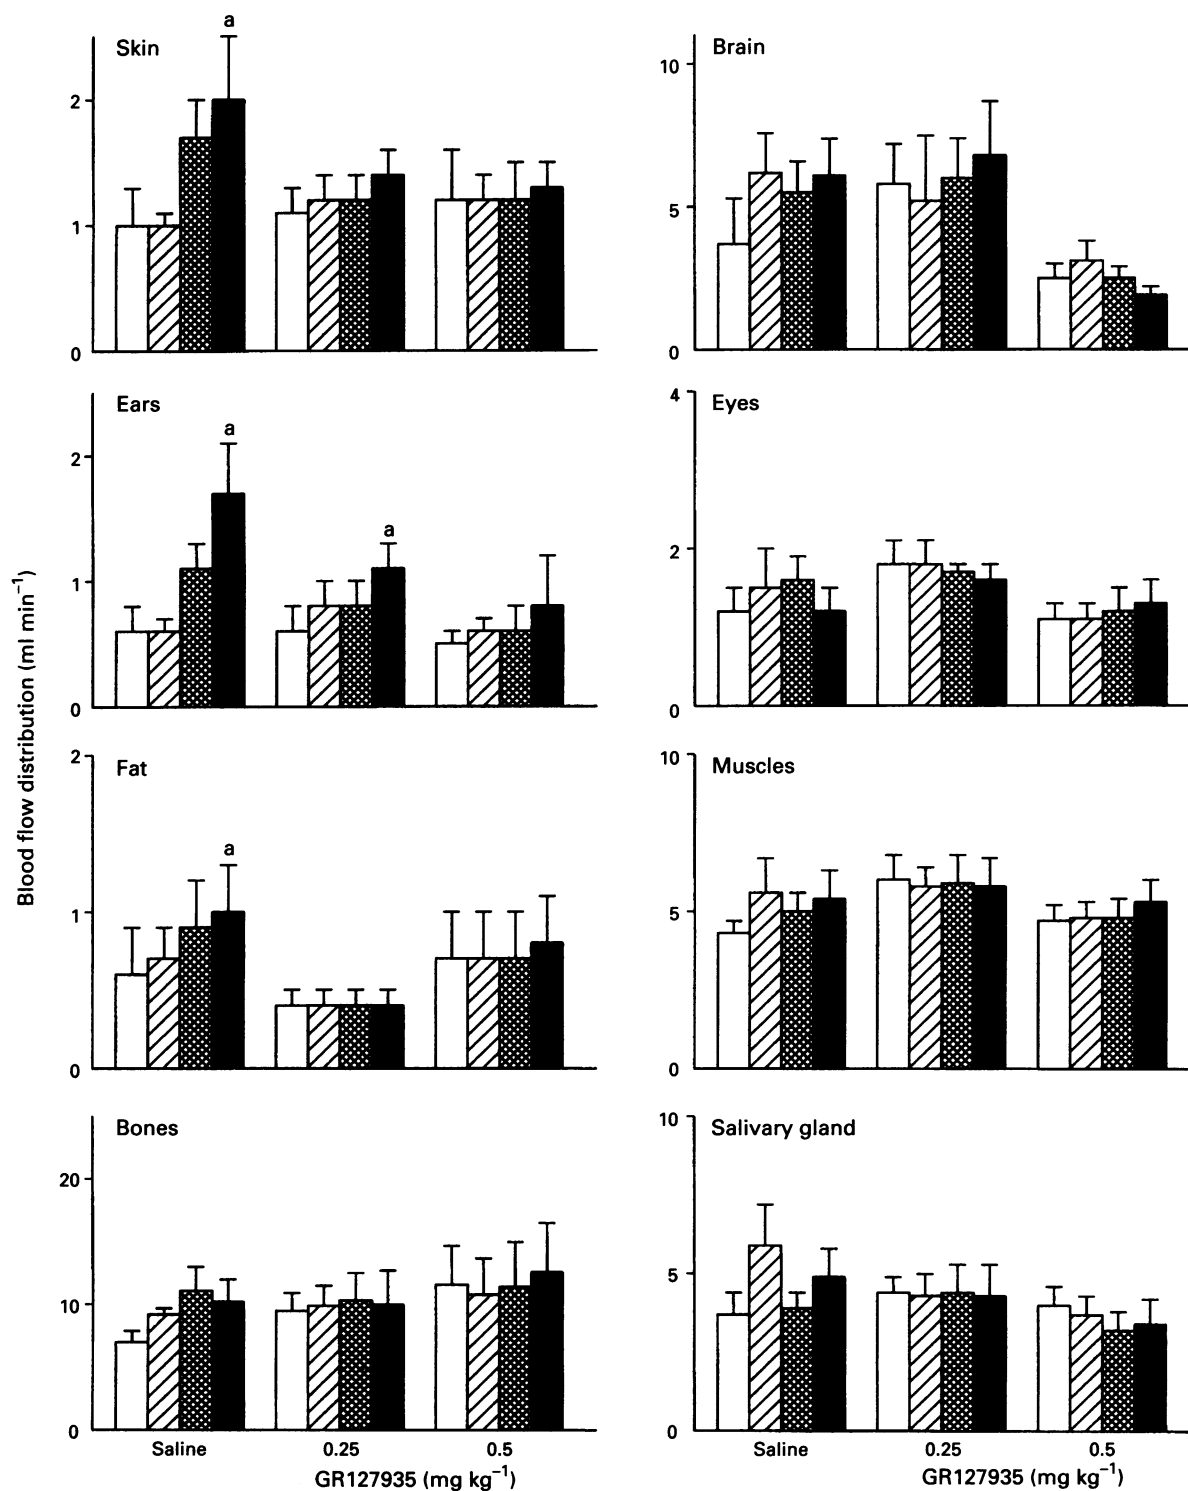 Blood flow distribution (ml min⁻¹)
Skin
a
2
1
0
Brain
10
5
0
Ears
a
a
2
1
0
Eyes
4
2
0
Fat
a
2
1
0
Muscles
10
5
0
Bones
20
10
0
Saline 0.25 0.5
GR127935 (mg kg⁻¹)
Salivary gland
10
5
0
Saline 0.25 0.5
GR127935 (mg kg⁻¹)